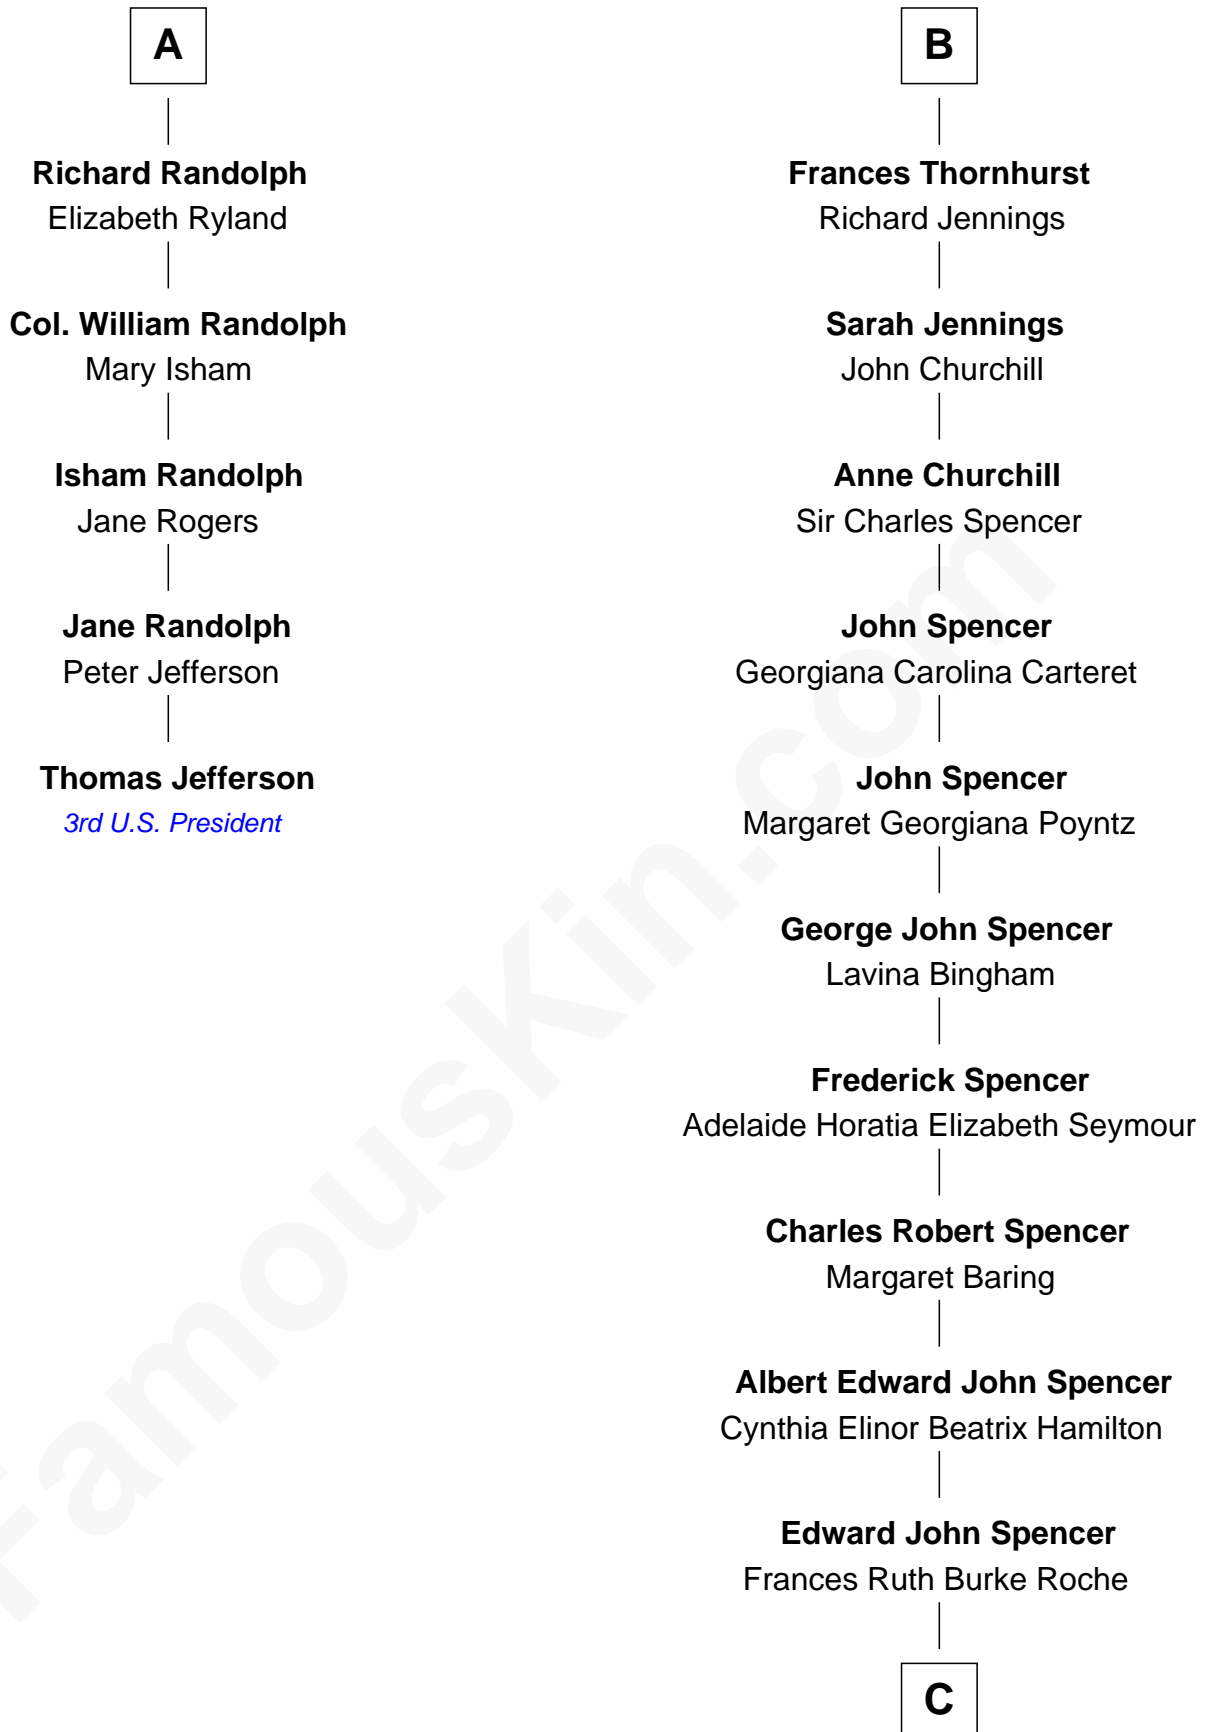 A
Richard Randolph
Elizabeth Ryland
Col. William Randolph
Mary Isham
Isham Randolph
Jane Rogers
Jane Randolph
Peter Jefferson
Thomas Jefferson
3rd U.S. President
B
Frances Thornhurst
Richard Jennings
Sarah Jennings
John Churchill
Anne Churchill
Sir Charles Spencer
John Spencer
Georgiana Carolina Carteret
John Spencer
Margaret Georgiana Poyntz
George John Spencer
Lavina Bingham
Frederick Spencer
Adelaide Horatia Elizabeth Seymour
Charles Robert Spencer
Margaret Baring
Albert Edward John Spencer
Cynthia Elinor Beatrix Hamilton
Edward John Spencer
Frances Ruth Burke Roche
C
FamousKin.com